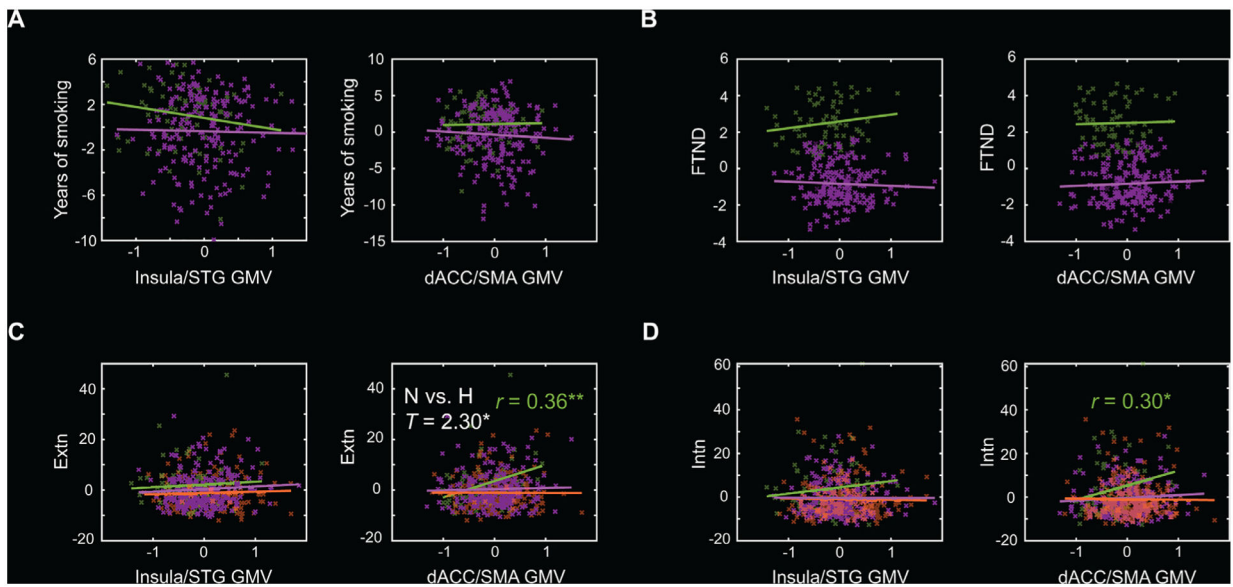 A
B
6
2
-2
-6
-10
Years of smoking
-1
0
1
Insula/STG GMV
10
5
0
-5
-10
-15
Years of smoking
-1
0
1
dACC/SMA GMV
6
4
2
0
-2
-4
FTND
-1
0
1
Insula/STG GMV
6
4
2
0
-2
-4
FTND
-1
0
1
dACC/SMA GMV
C
D
40
20
0
-20
Extn
-1
0
1
Insula/STG GMV
N vs. H
T = 2.30*
r = 0.36**
40
20
0
-20
Extn
-1
0
1
dACC/SMA GMV
60
40
20
0
-20
Intn
-1
0
1
Insula/STG GMV
r = 0.30*
60
40
20
0
-20
Intn
-1
0
1
dACC/SMA GMV